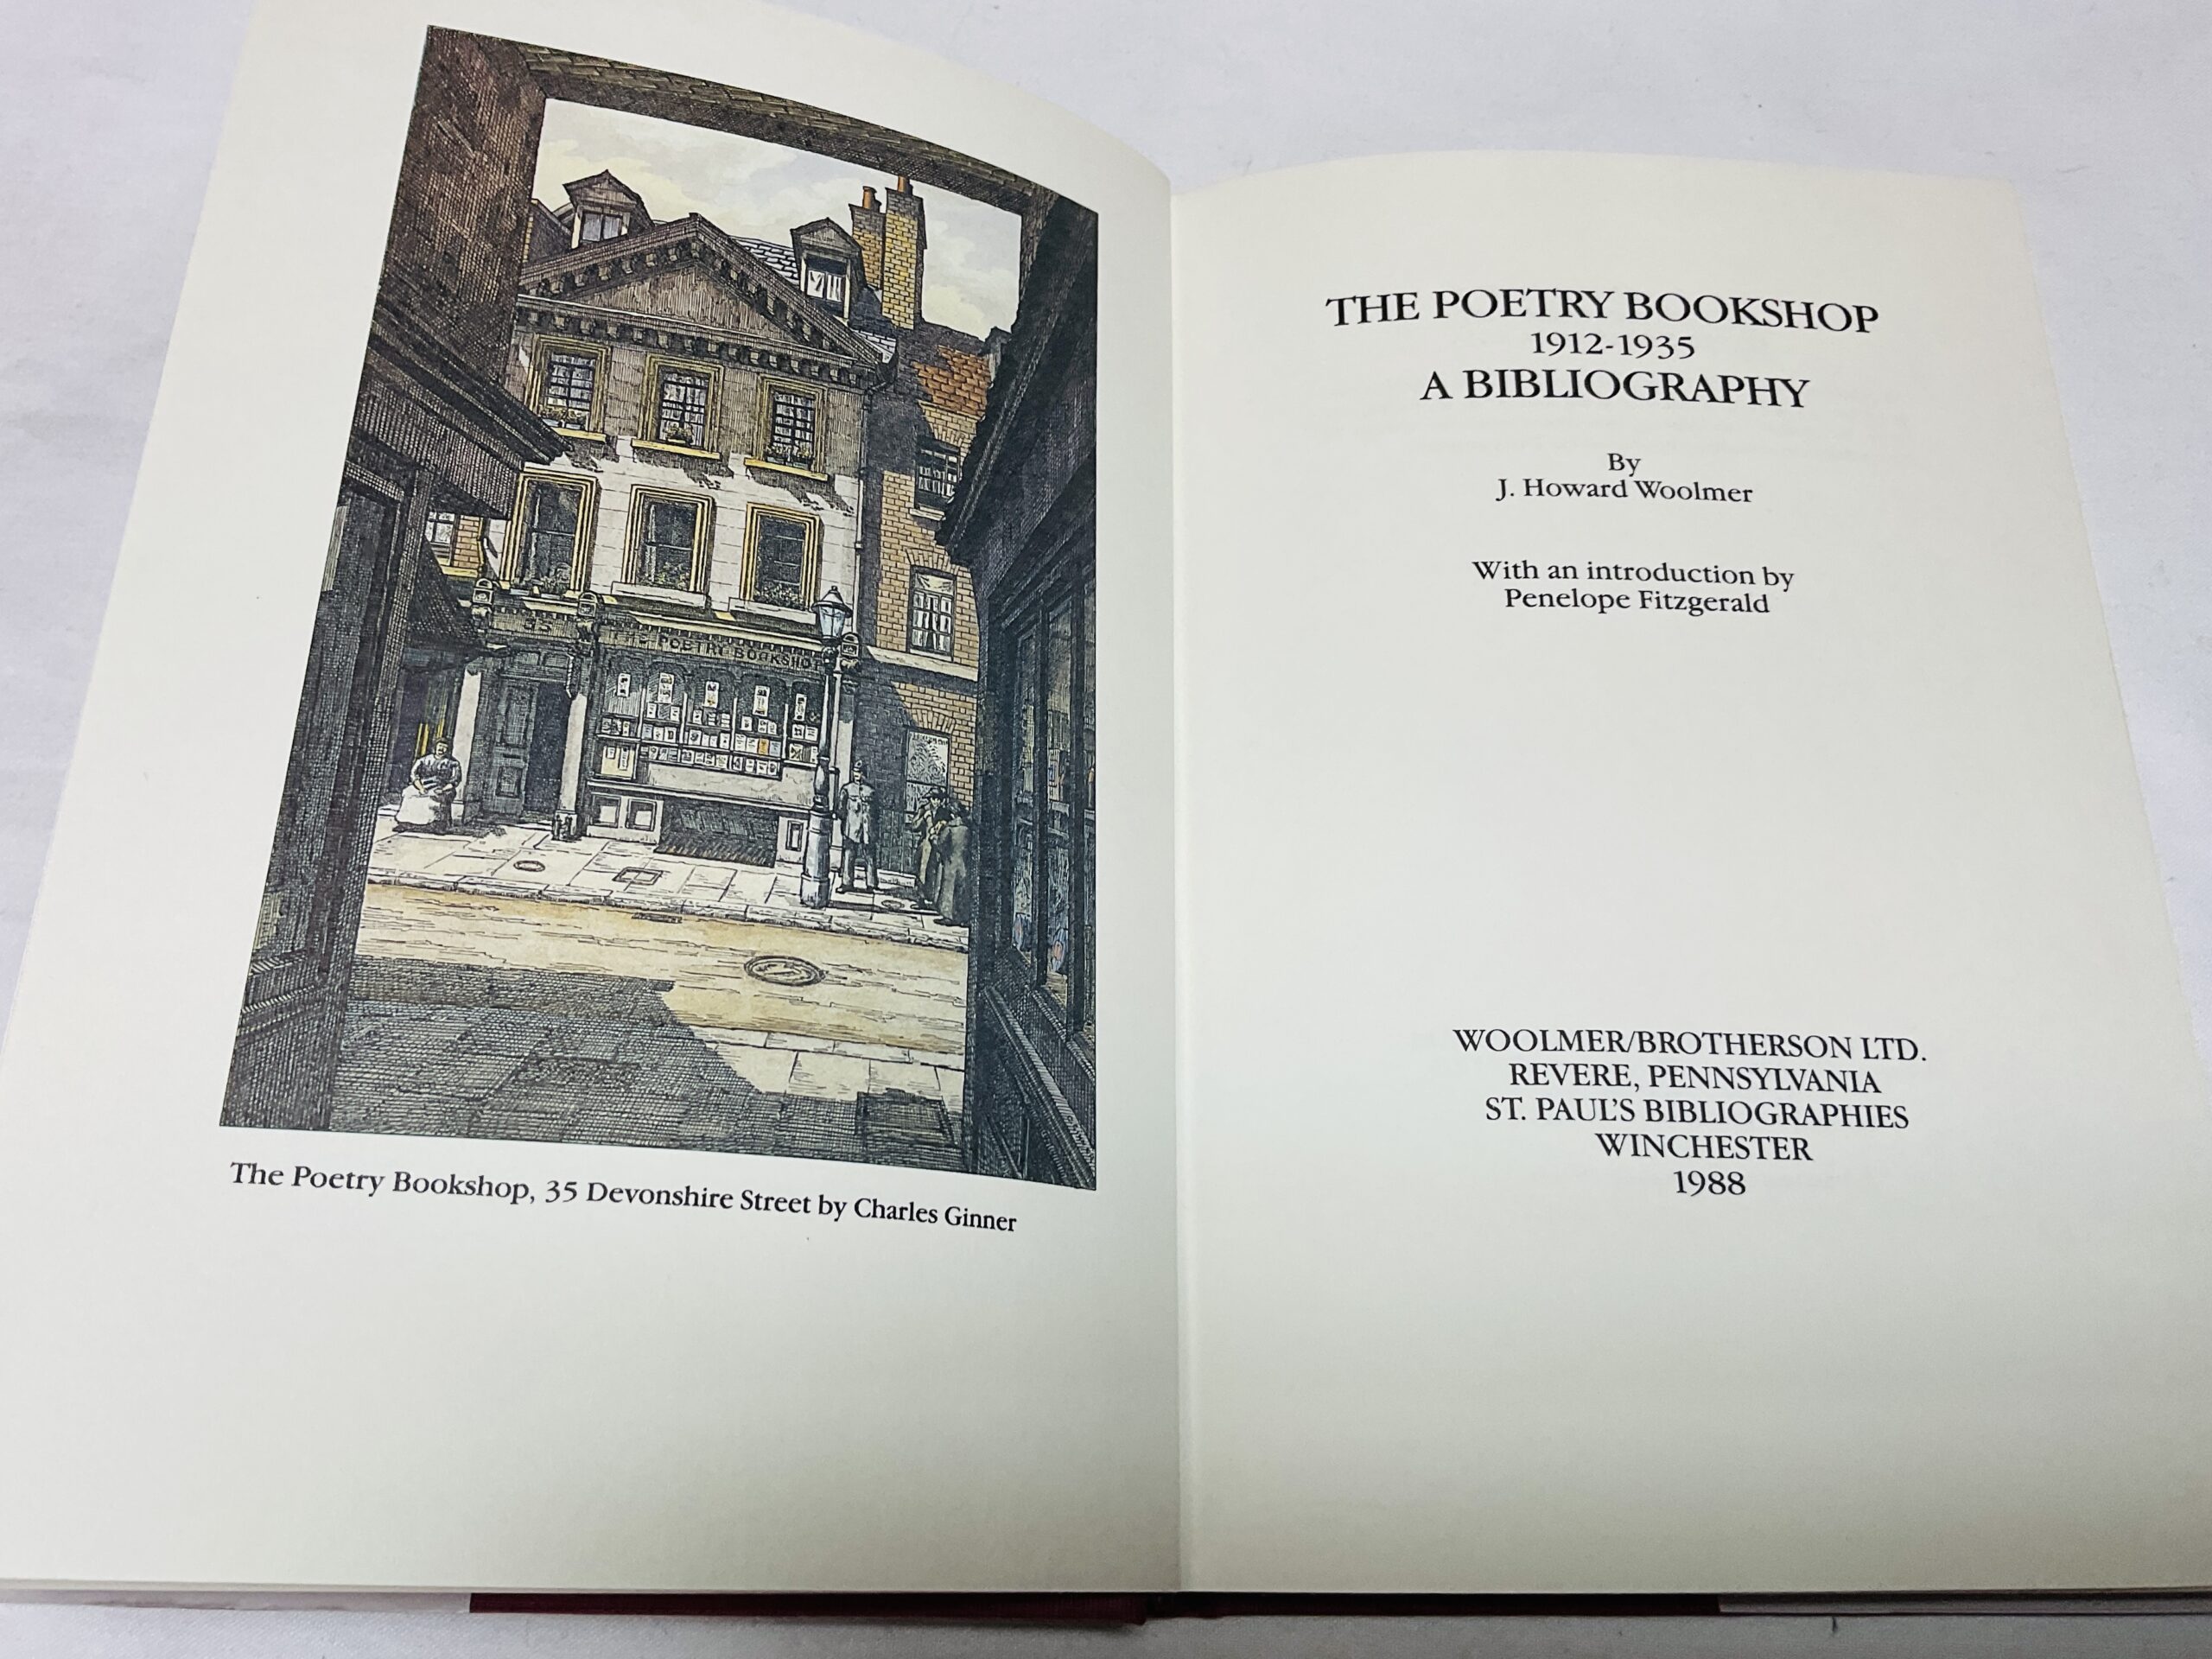 35
THE POETRY BOOKSHOP
The Poetry Bookshop, 35 Devonshire Street by Charles Ginner
THE POETRY BOOKSHOP
1912-1935
A BIBLIOGRAPHY
By
J. Howard Woolmer
With an introduction by
Penelope Fitzgerald
WOOLMER/BROTHERSON LTD.
REVERE, PENNSYLVANIA
ST. PAUL'S BIBLIOGRAPHIES
WINCHESTER
1988